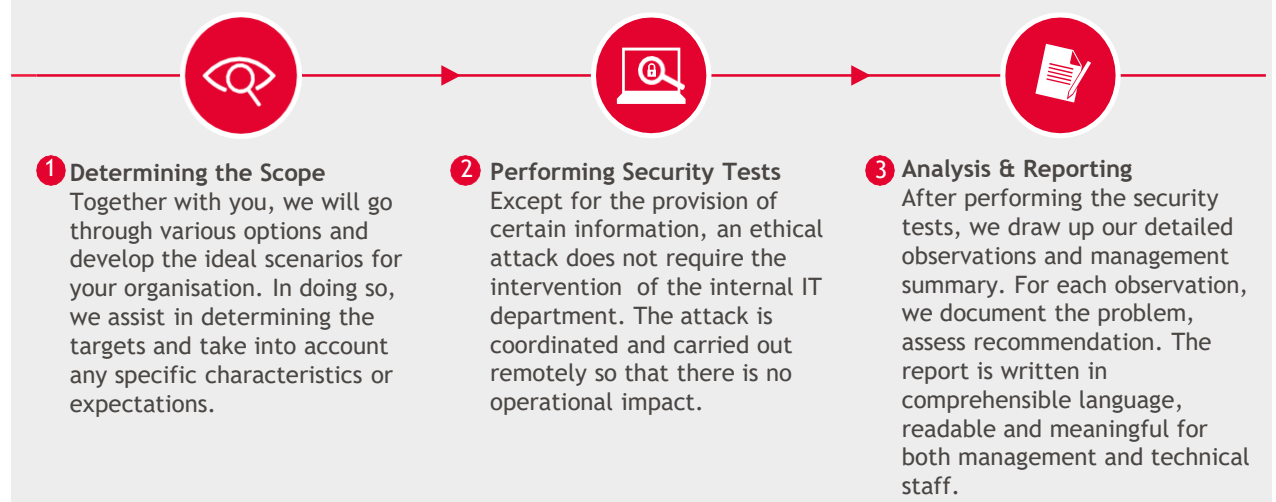 1 Determining the Scope
Together with you, we will go
through various options and
develop the ideal scenarios for
your organisation. In doing so,
we assist in determining the
targets and take into account
any specific characteristics or
expectations.
2 Performing Security Tests
Except for the provision of
certain information, an ethical
attack does not require the
intervention of the internal IT
department. The attack is
coordinated and carried out
remotely so that there is no
operational impact.
3 Analysis & Reporting
After performing the security
tests, we draw up our detailed
observations and management
summary. For each observation,
we document the problem,
assess recommendation. The
report is written in
comprehensible language,
readable and meaningful for
both management and technical
staff.